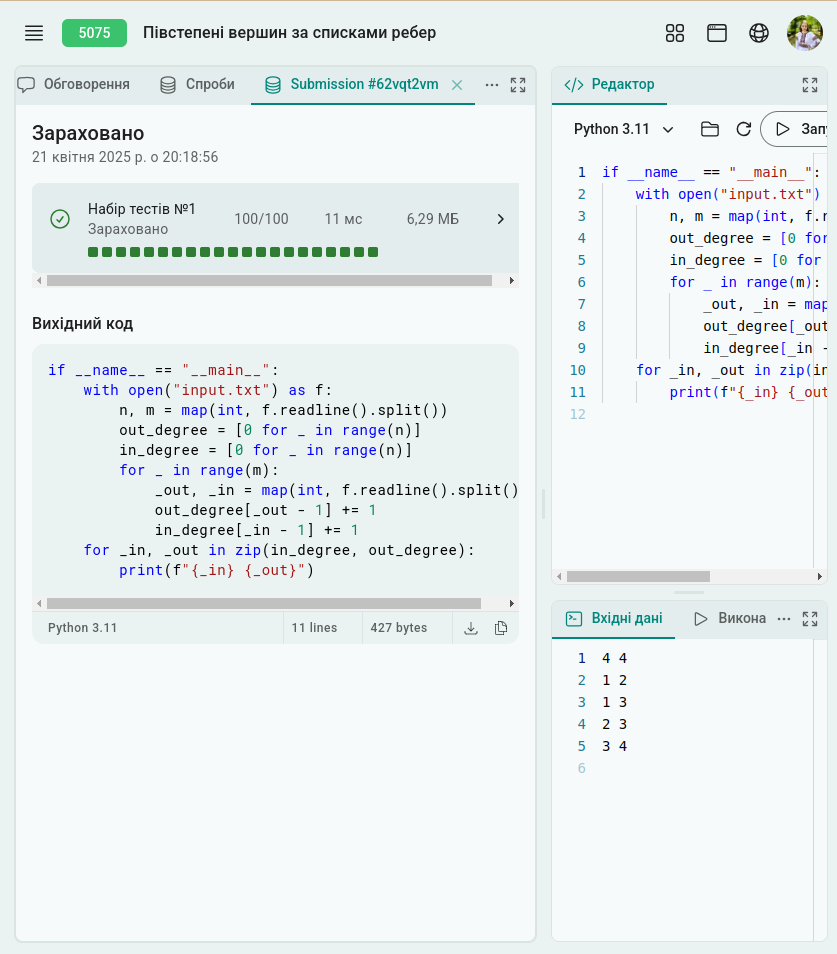 5075 Півстепені вершин за списками ребер
Обговорення Спроби Submission #62vqt2vm
Зараховано
21 квітня 2025 р. о 20:18:56
Набір тестів №1
Зараховано
100/100 11 мс 6,29 МБ
Вихідний код
if __name__ == "__main__":
    with open("input.txt") as f:
        n, m = map(int, f.readline().split())
        out_degree = [0 for _ in range(n)]
        in_degree = [0 for _ in range(n)]
        for _ in range(m):
            _out, _in = map(int, f.readline().split()
            out_degree[_out - 1] += 1
            in_degree[_in - 1] += 1
    for _in, _out in zip(in_degree, out_degree):
        print(f"{_in} {_out}")
Python 3.11 11 lines 427 bytes
Редактор
Python 3.11 Запу
1 if __name__ == "__main__":
2     with open("input.txt")
3         n, m = map(int, f.r
4         out_degree = [0 for
5         in_degree = [0 for
6         for _ in range(m):
7             _out, _in = map
8             out_degree[_out
9             in_degree[_in -
10     for _in, _out in zip(in
11         print(f"{_in} {_out
12
Вхідні дані Викона
1 4 4
2 1 2
3 1 3
4 2 3
5 3 4
6